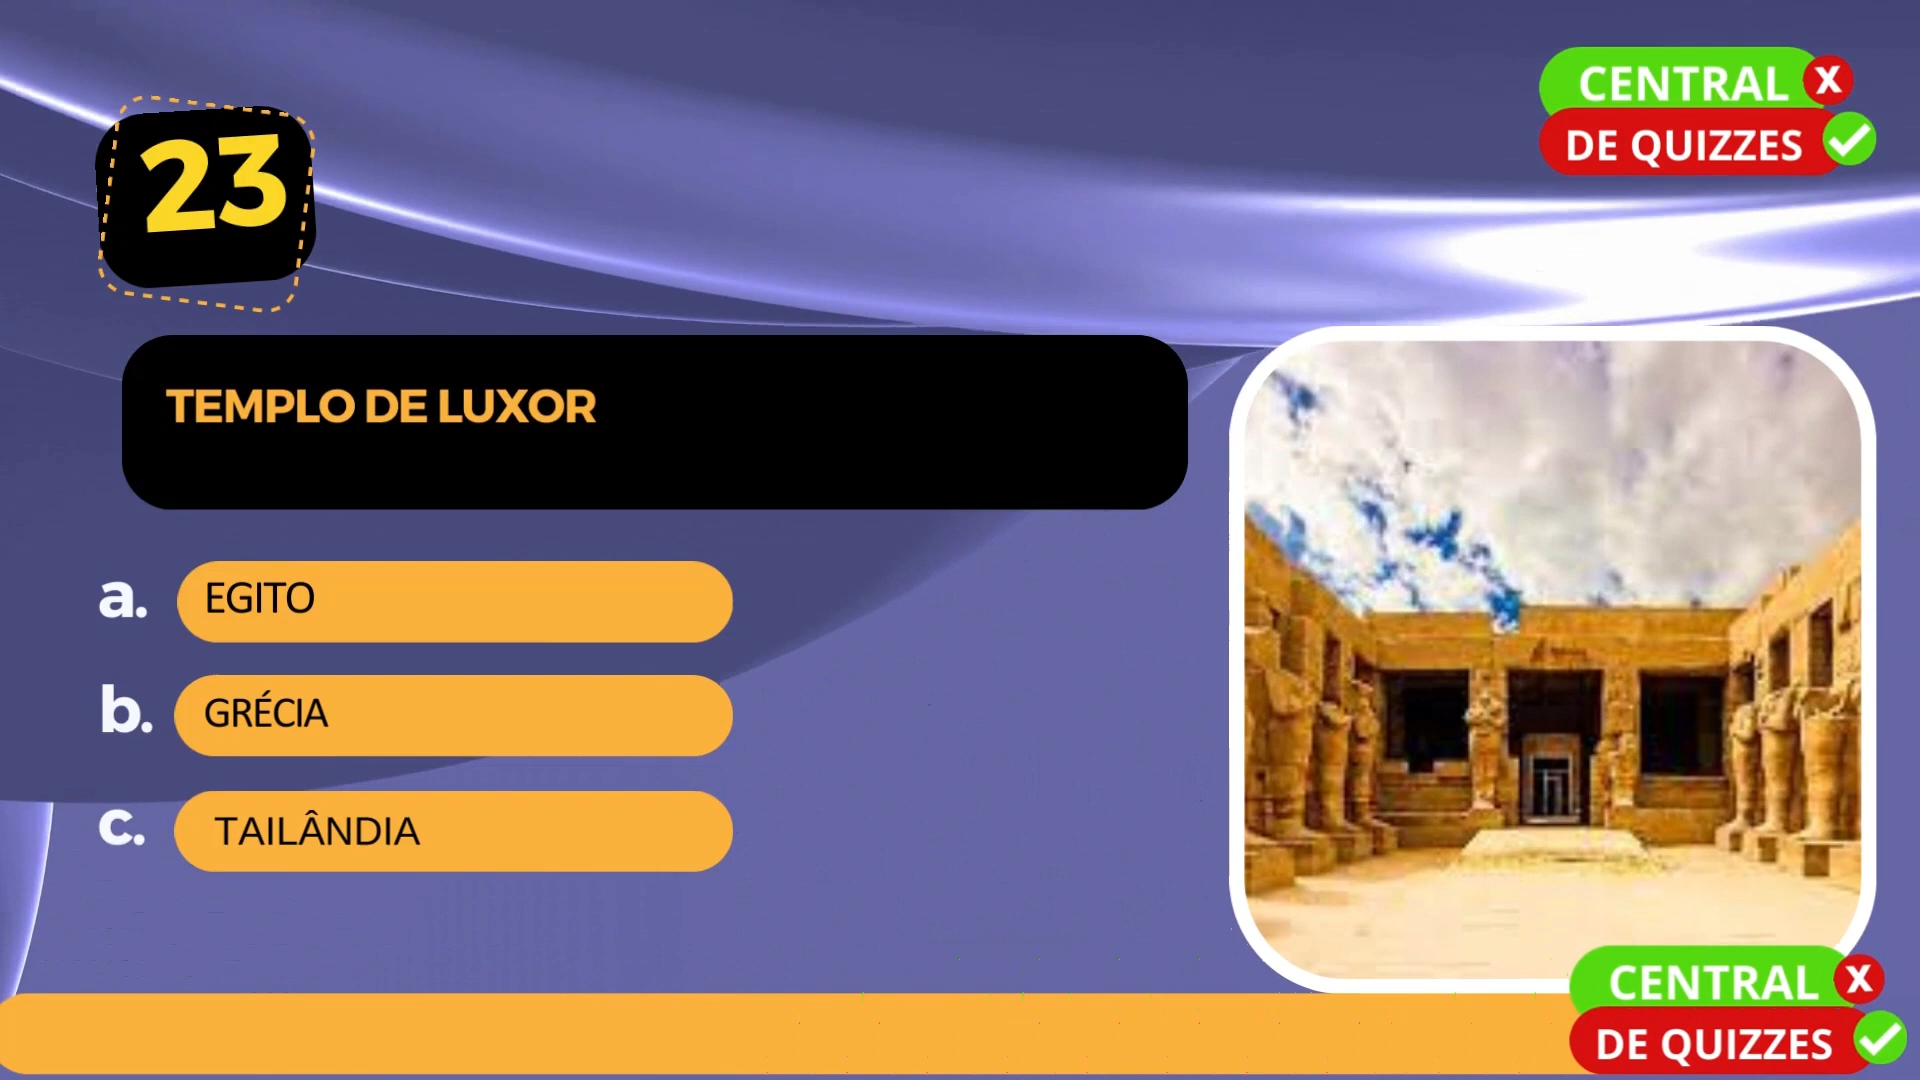 CENTRAL X
DE QUIZZES
23
TEMPLO DE LUXOR
a. EGITO
b. GRÉCIA
c. TAILÂNDIA
CENTRAL X
DE QUIZZES